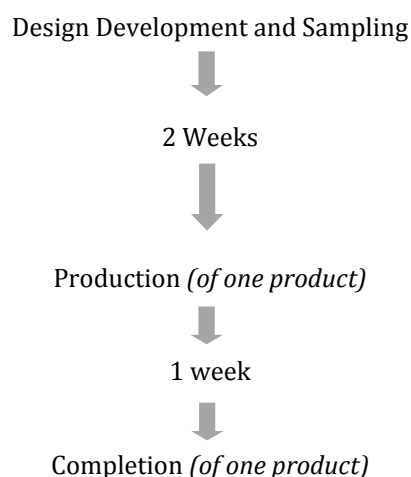 Design Development and Sampling
2 Weeks
Production (of one product)
1 week
Completion (of one product)